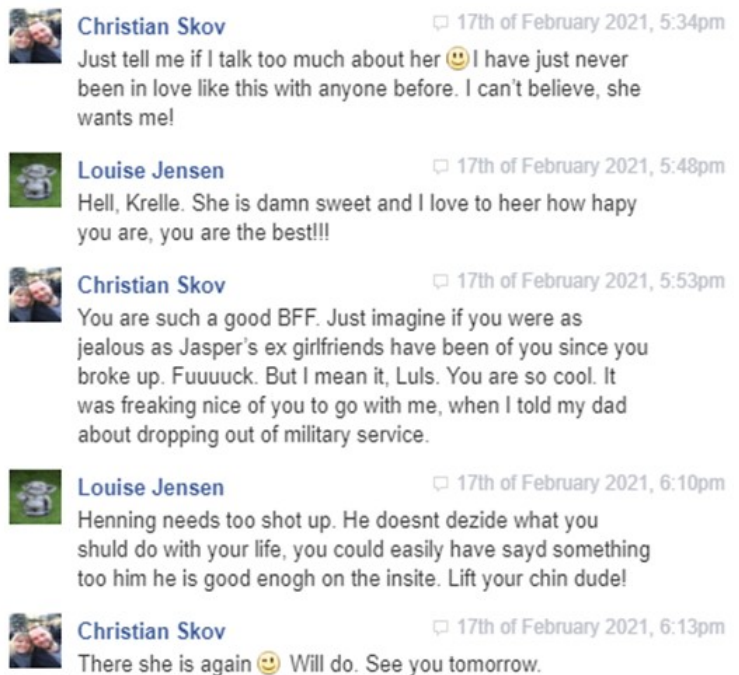 Christian Skov 17th of February 2021, 5:34pm
Just tell me if I talk too much about her 🙂 I have just never
been in love like this with anyone before. I can't believe, she
wants me!
Louise Jensen 17th of February 2021, 5:48pm
Hell, Krelle. She is damn sweet and I love to heer how hapy
you are, you are the best!!!
Christian Skov 17th of February 2021, 5:53pm
You are such a good BFF. Just imagine if you were as
jealous as Jasper's ex girlfriends have been of you since you
broke up. Fuuuuck. But I mean it, Luls. You are so cool. It
was freaking nice of you to go with me, when I told my dad
about dropping out of military service.
Louise Jensen 17th of February 2021, 6:10pm
Henning needs too shot up. He doesnt dezide what you
shuld do with your life, you could easily have sayd something
too him he is good enogh on the insite. Lift your chin dude!
Christian Skov 17th of February 2021, 6:13pm
There she is again 🙂 Will do. See you tomorrow.